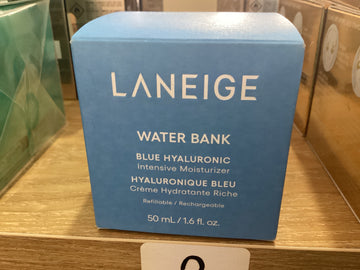 LANEIGE
WATER BANK
BLUE HYALURONIC
Intensive Moisturizer
HYALURONIQUE BLEU
Crème Hydratante Riche
Refillable / Rechargeable
50 mL / 1.6 fl. oz.